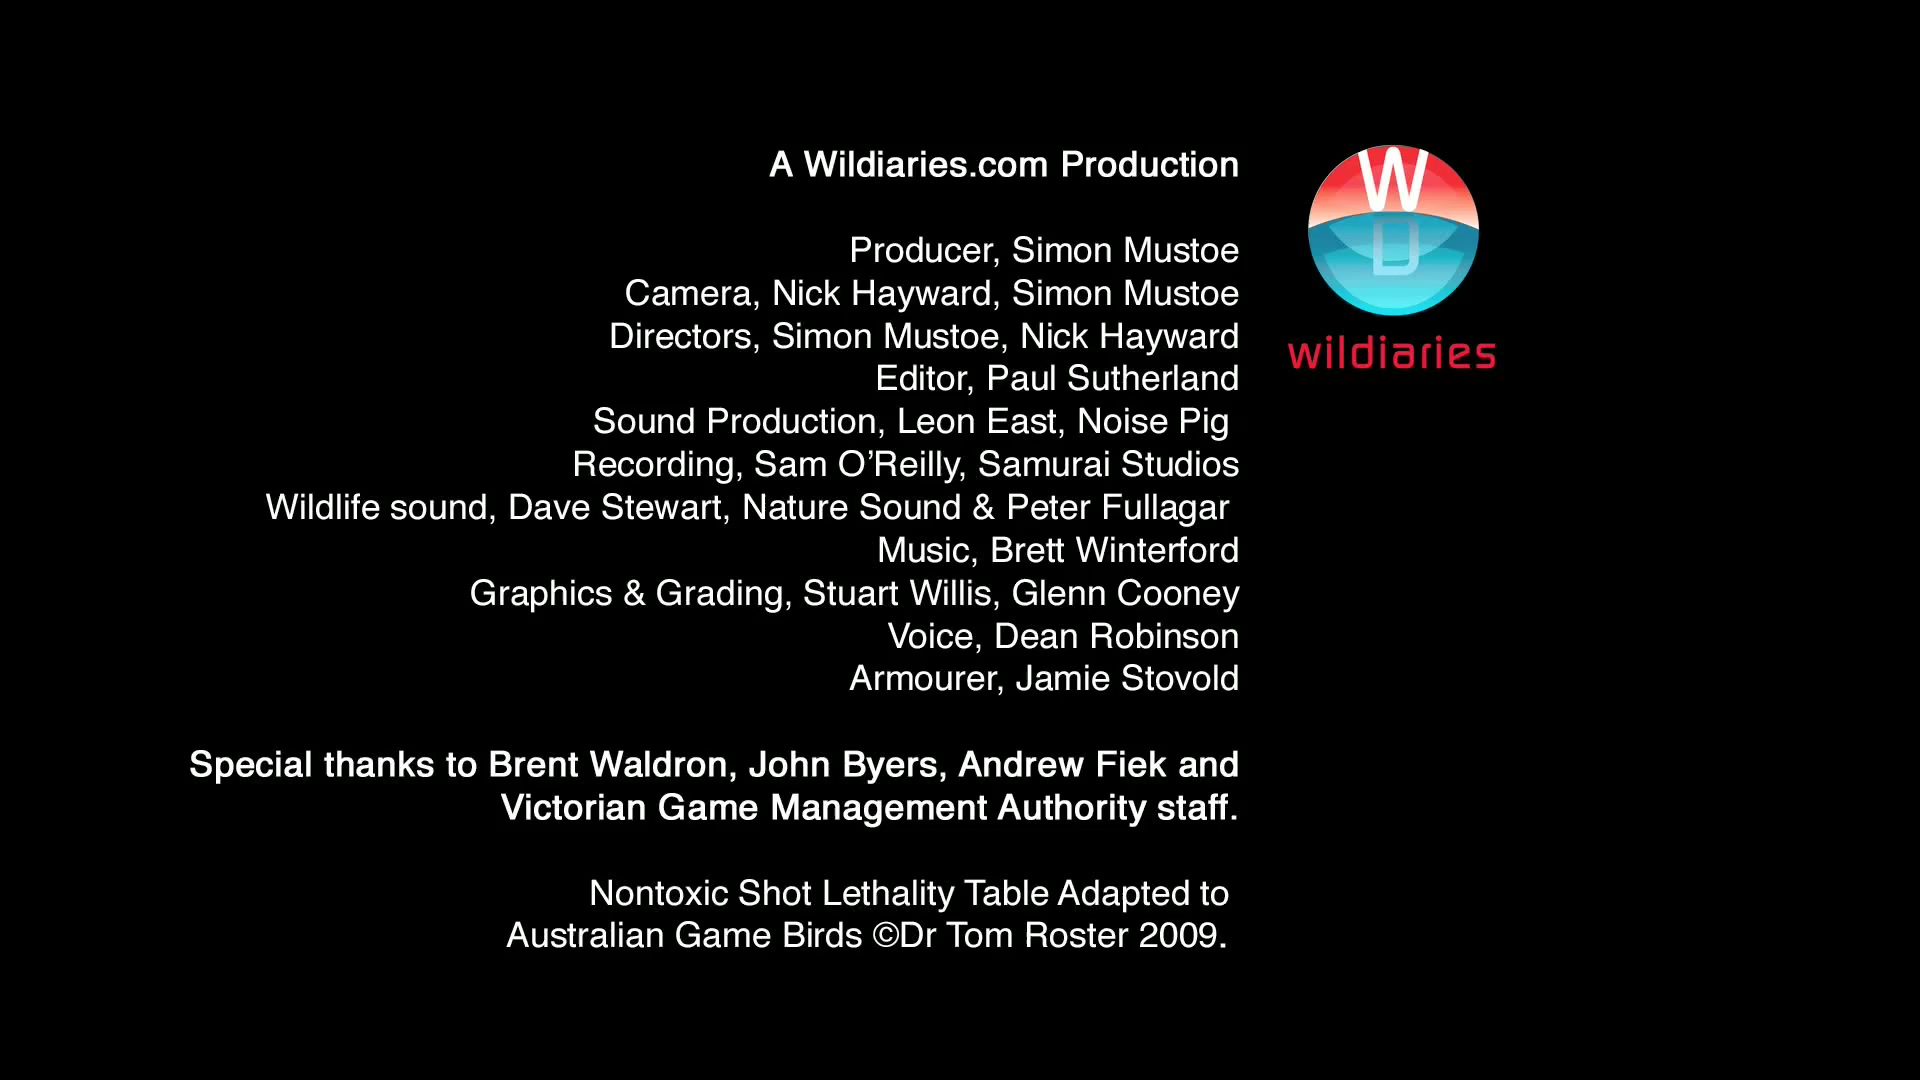 A Wildiaries.com Production
Producer, Simon Mustoe
Camera, Nick Hayward, Simon Mustoe
Directors, Simon Mustoe, Nick Hayward
Editor, Paul Sutherland
Sound Production, Leon East, Noise Pig
Recording, Sam O’Reilly, Samurai Studios
Wildlife sound, Dave Stewart, Nature Sound & Peter Fullagar
Music, Brett Winterford
Graphics & Grading, Stuart Willis, Glenn Cooney
Voice, Dean Robinson
Armourer, Jamie Stovold
Special thanks to Brent Waldron, John Byers, Andrew Fiek and
Victorian Game Management Authority staff.
Nontoxic Shot Lethality Table Adapted to
Australian Game Birds ©Dr Tom Roster 2009.
W
D
wildiaries